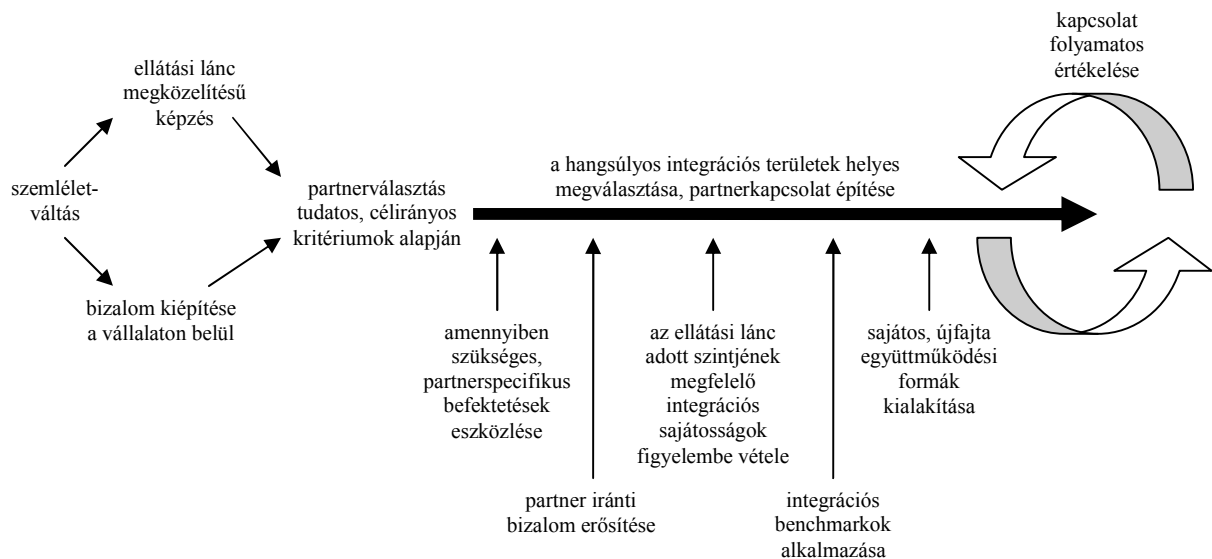 kapcsolat
folyamatos
értékelése
ellátási lánc
megközelítésű
képzés
szemlélet-
váltás
bizalom kiépítése
a vállalaton belül
partnerválasztás
tudatos, célirányos
kritériumok alapján
a hangsúlyos integrációs területek helyes
megválasztása, partnerkapcsolat építése
amennyiben
szükséges,
partnerspecifikus
befektetések
eszközlése
partner iránti
bizalom erősítése
az ellátási lánc
adott szintjének
megfelelő
integrációs
sajátosságok
figyelembe vétele
integrációs
benchmarkok
alkalmazása
sajátos, újfajta
együttműködési
formák
kialakítása